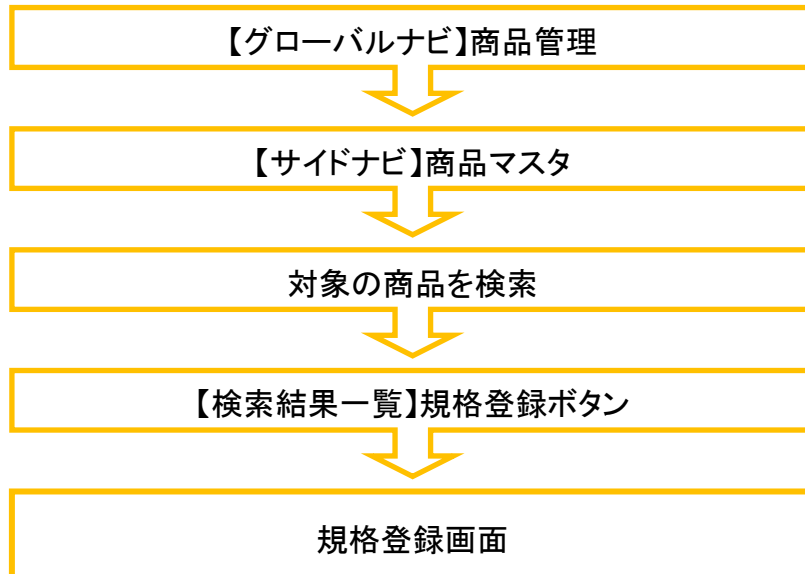 【グローバルナビ】商品管理
【サイドナビ】商品マスタ
対象の商品を検索
【検索結果一覧】規格登録ボタン
規格登録画面